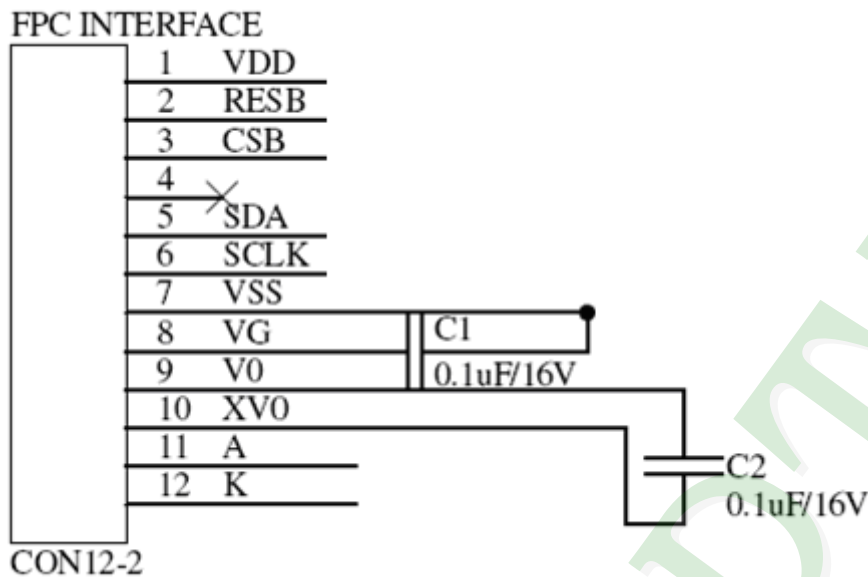 FPC INTERFACE
1 VDD
2 RESB
3 CSB
4
5 SDA
6 SCLK
7 VSS
8 VG
C1
9 V0
0.1uF/16V
10 XV0
11 A
12 K
C2
0.1uF/16V
CON12-2